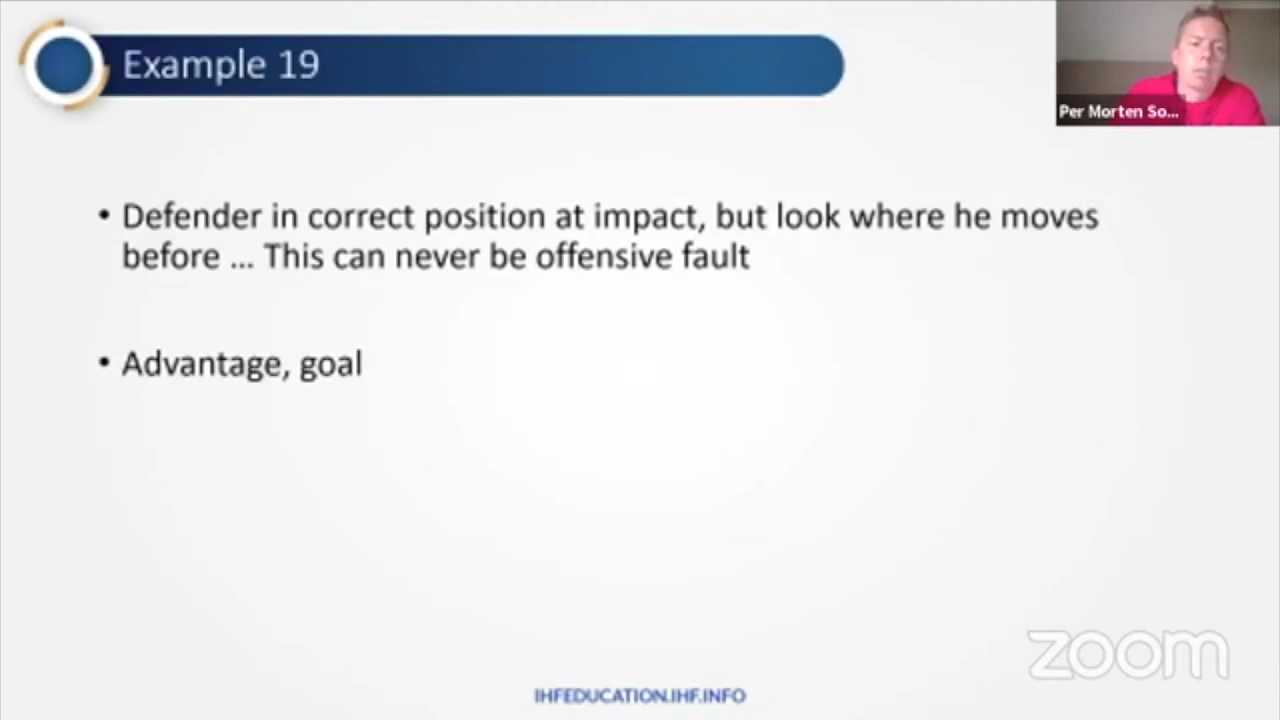 Example 19
Per Morten So...
• Defender in correct position at impact, but look where he moves
before ... This can never be offensive fault
• Advantage, goal
zoom
IHFEDUCATION.IHF.INFO